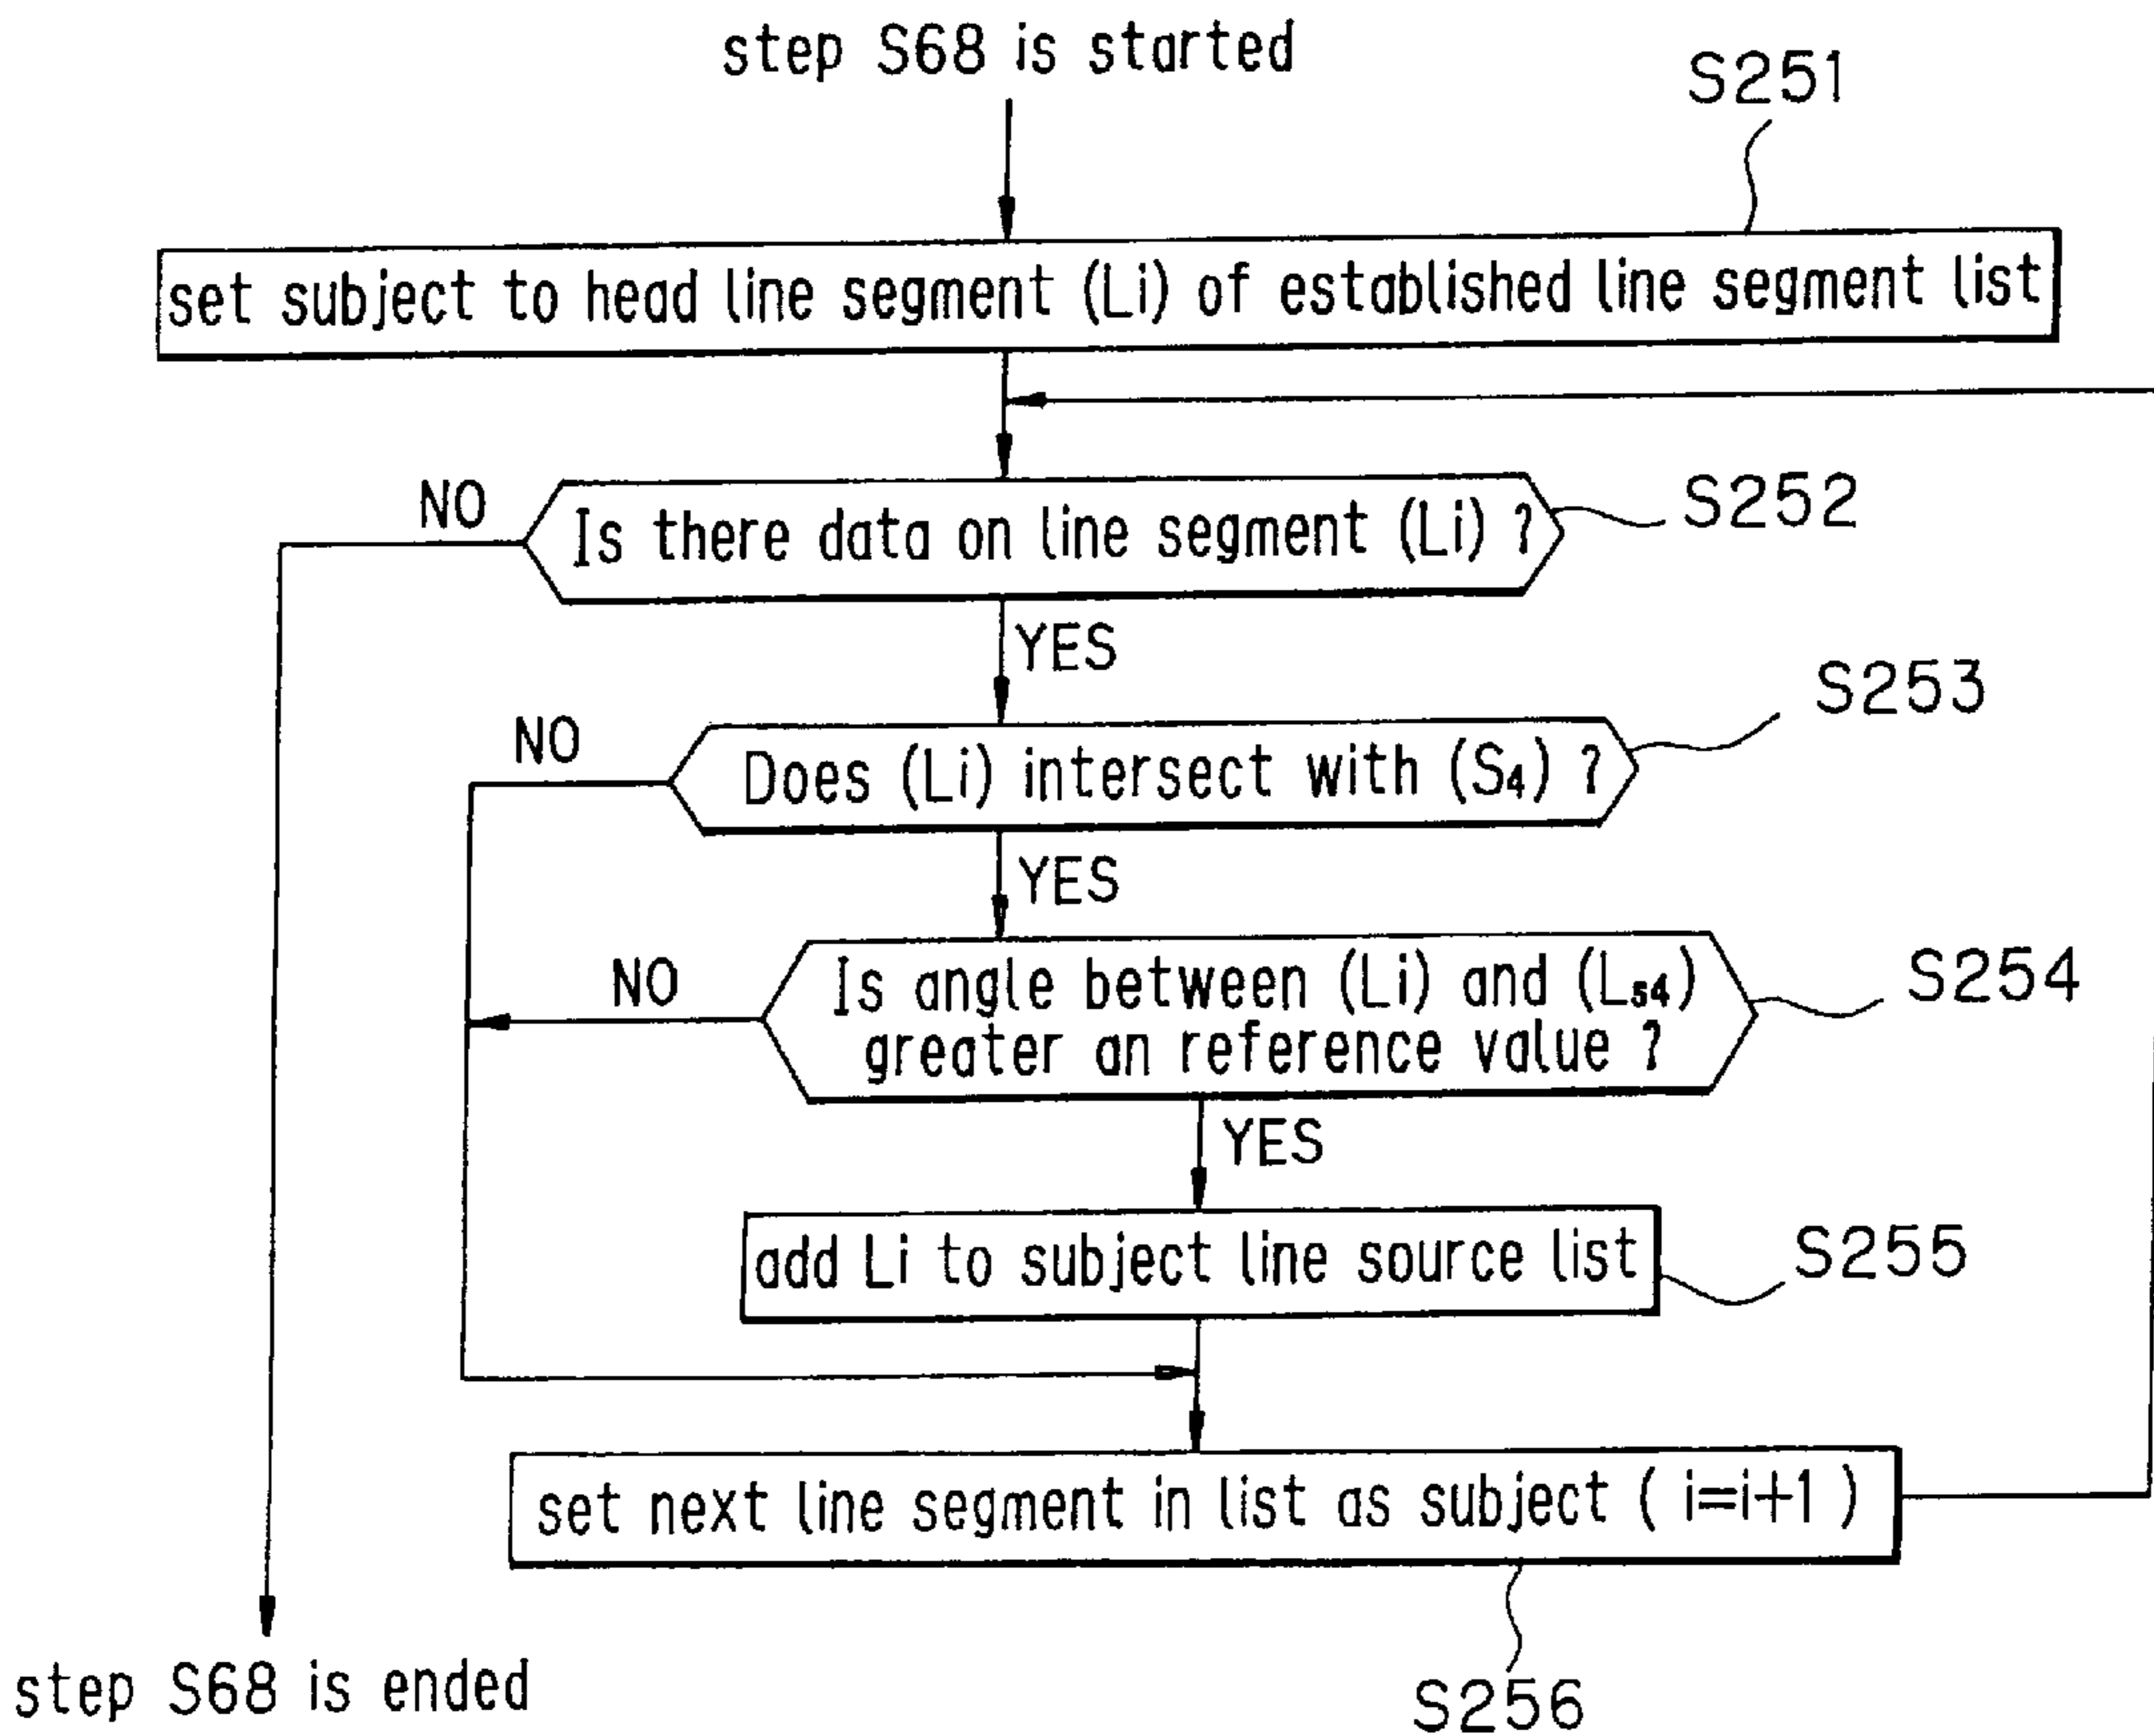 step S68 is started
S251
set subject to head line segment (Li) of established line segment list
NO
Is there data on line segment (Li) ?
S252
YES
S253
NO
Does (Li) intersect with (S4) ?
YES
NO
Is angle between (Li) and (Ls4)
greater an reference value ?
S254
YES
add Li to subject line source list
S255
set next line segment in list as subject ( i=i+1 )
step S68 is ended
S256